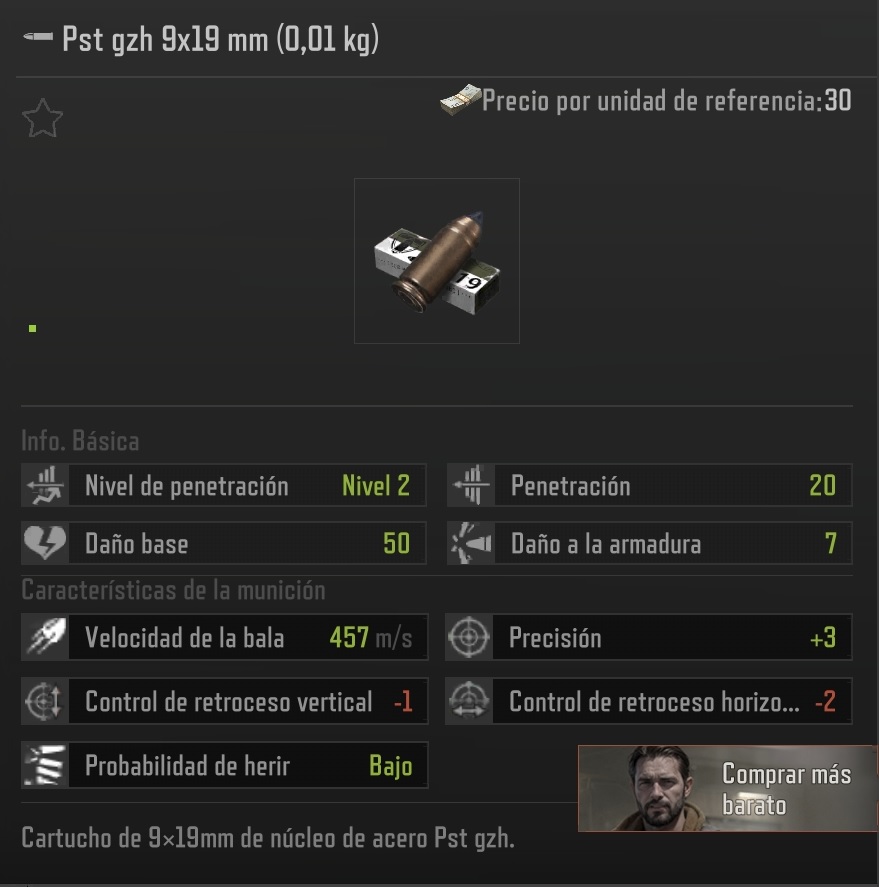 Pst gzh 9x19 mm (0,01 kg)
Precio por unidad de referencia:30
19
Info. Básica
Nivel de penetración Nivel 2
Penetración 20
Daño base 50
Daño a la armadura 7
Características de la munición
Velocidad de la bala 457 m/s
Precisión +3
Control de retroceso vertical -1
Control de retroceso horizo... -2
Probabilidad de herir Bajo
Comprar más
barato
Cartucho de 9×19mm de núcleo de acero Pst gzh.